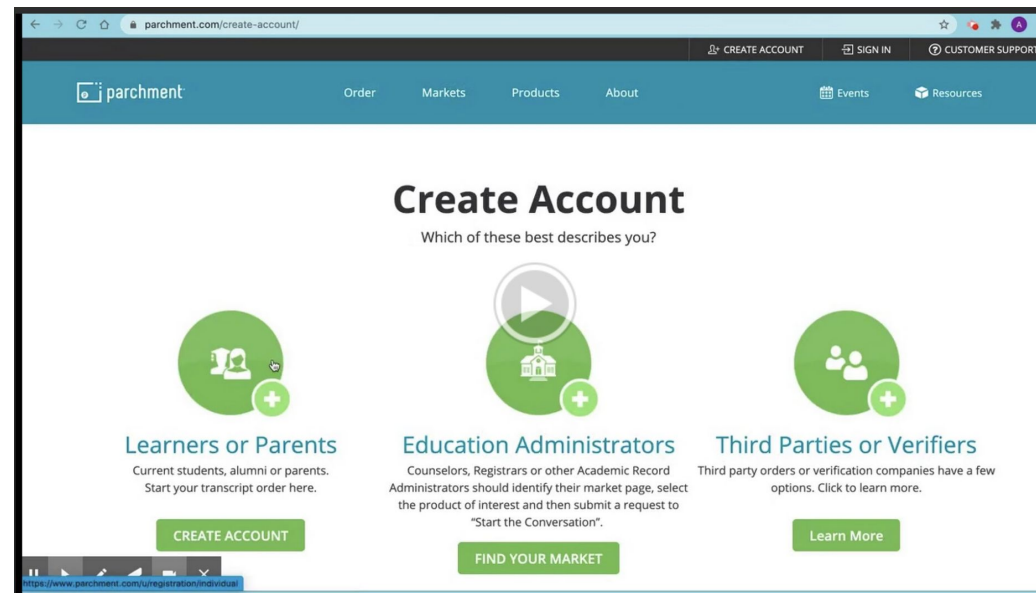 parchment.com/create-account/
A
CREATE ACCOUNT SIGN IN CUSTOMER SUPPORT
parchment Order Markets Products About Events Resources
Create Account
Which of these best describes you?
Learners or Parents
Current students, alumni or parents.
Start your transcript order here.
CREATE ACCOUNT
Education Administrators
Counselors, Registrars or other Academic Record
Administrators should identify their market page, select
the product of interest and then submit a request to
"Start the Conversation".
FIND YOUR MARKET
Third Parties or Verifiers
Third party orders or verification companies have a few
options. Click to learn more.
Learn More
https://www.parchment.com/u/registration/individual